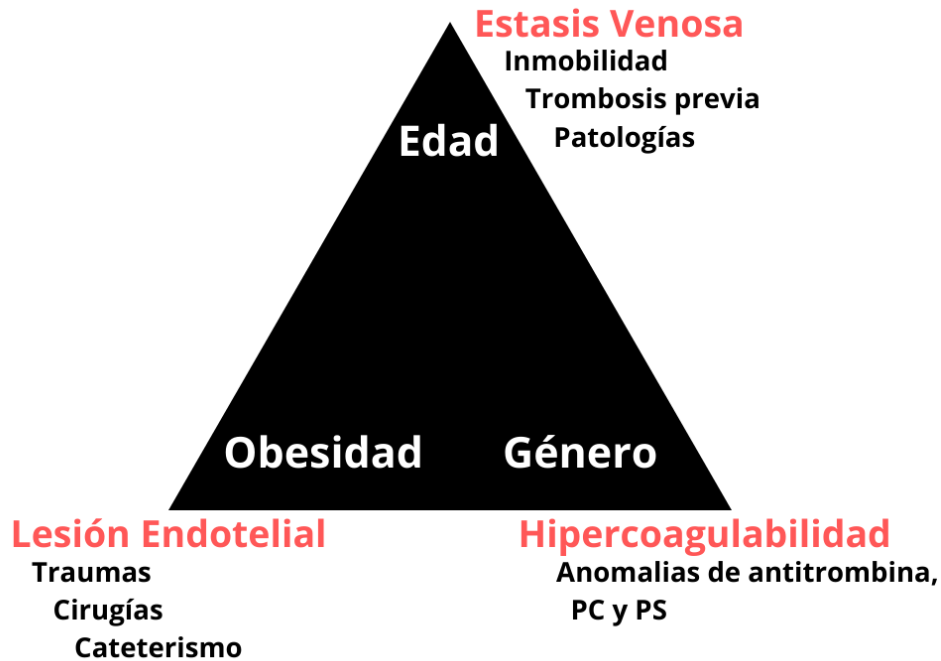 Estasis Venosa
Inmobilidad
Trombosis previa
Patologías
Edad
Obesidad
Género
Lesión Endotelial
Traumas
Cirugías
Cateterismo
Hipercoagulabilidad
Anomalias de antitrombina,
PC y PS